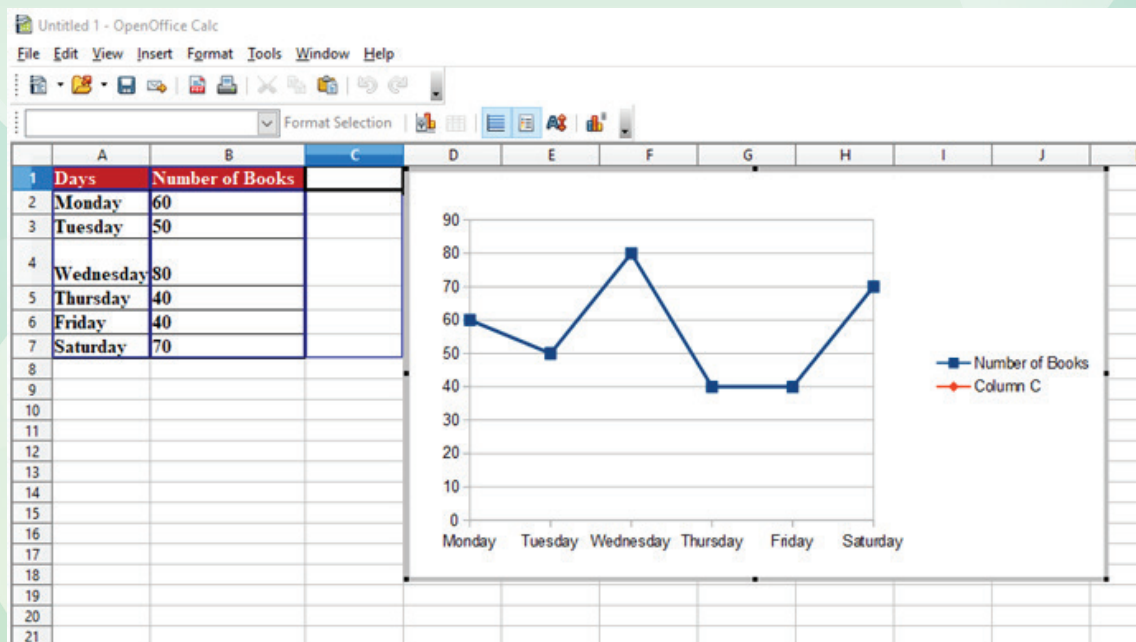 Untitled 1 - OpenOffice Calc
File Edit View Insert Format Tools Window Help
Format Selection
A B C D E F G H I J
1 Days Number of Books
2 Monday 60
3 Tuesday 50
4 Wednesday 80
5 Thursday 40
6 Friday 40
7 Saturday 70
8
9
10
11
12
13
14
15
16
17
18
19
20
21
90
80
70
60
50
40
30
20
10
0
Monday Tuesday Wednesday Thursday Friday Saturday
Number of Books
Column C